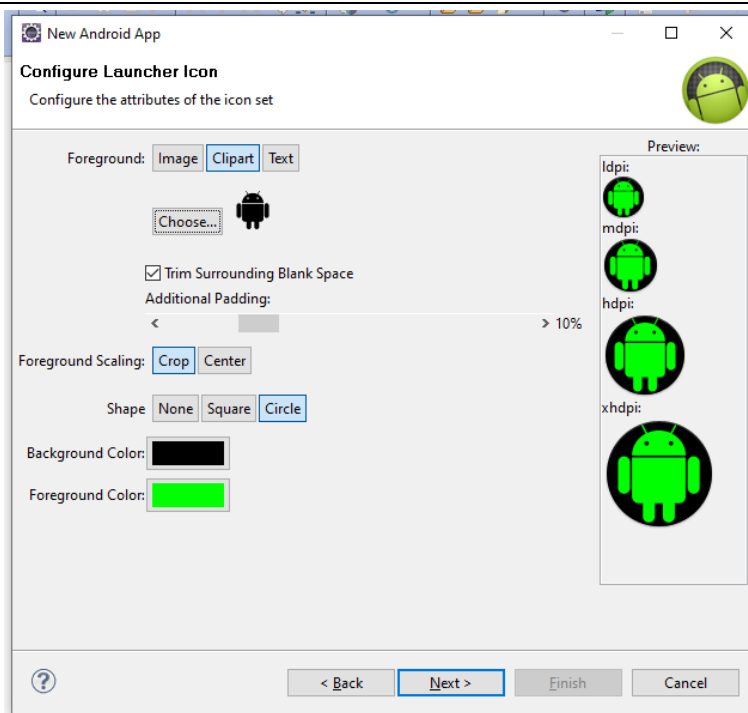 New Android App
Configure Launcher Icon
Configure the attributes of the icon set
Foreground: Image Clipart Text
Choose...
Trim Surrounding Blank Space
Additional Padding:
< > 10%
Foreground Scaling: Crop Center
Shape None Square Circle
Background Color:
Foreground Color:
Preview:
ldpi:
mdpi:
hdpi:
xhdpi:
? < Back Next > Finish Cancel